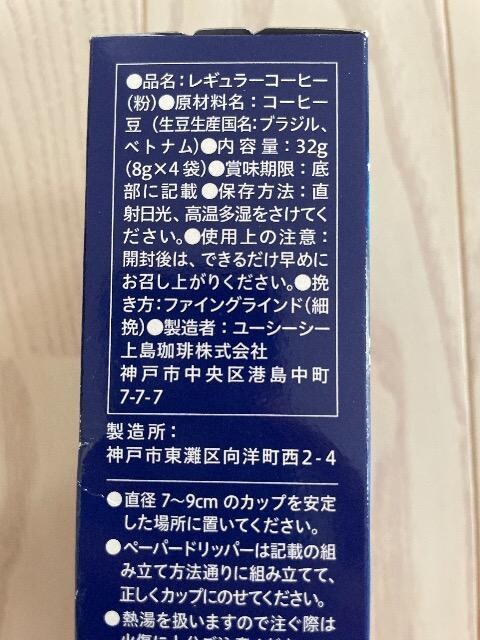 ●品名：レギュラーコーヒー
(粉)●原材料名：コーヒー
豆（生豆生産国名：ブラジル、
ベトナム)●内容量：32g
(8g×4袋)●賞味期限：底
部に記載●保存方法：直
射日光、高温多湿をさけてく
ださい。●使用上の注意：
開封後は、できるだけ早めに
お召し上がりください。●挽
き方：ファイングラインド(細
挽)●製造者：ユーシーシー
上島珈琲株式会社
神戸市中央区港島中町
7-7-7
製造所：
神戸市東灘区向洋町西2-4
●直径7～9cmのカップを安定
した場所に置いてください。
●ペーパードリッパーは記載の組
み立て方法通りに組み立てて、
正しくカップにのせてください。
●熱湯を扱いますので注ぐ際は